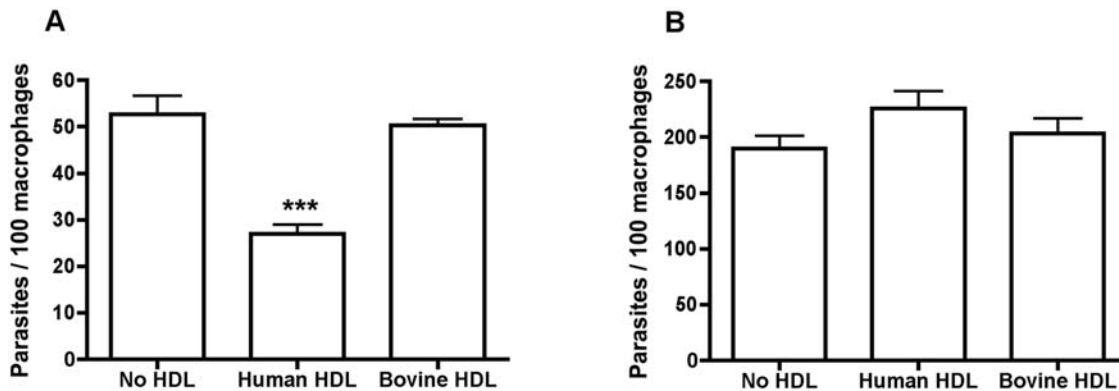 A
Parasites / 100 macrophages
60
50
40
30
20
10
0
***
No HDL Human HDL Bovine HDL
B
Parasites / 100 macrophages
250
200
150
100
50
0
No HDL Human HDL Bovine HDL